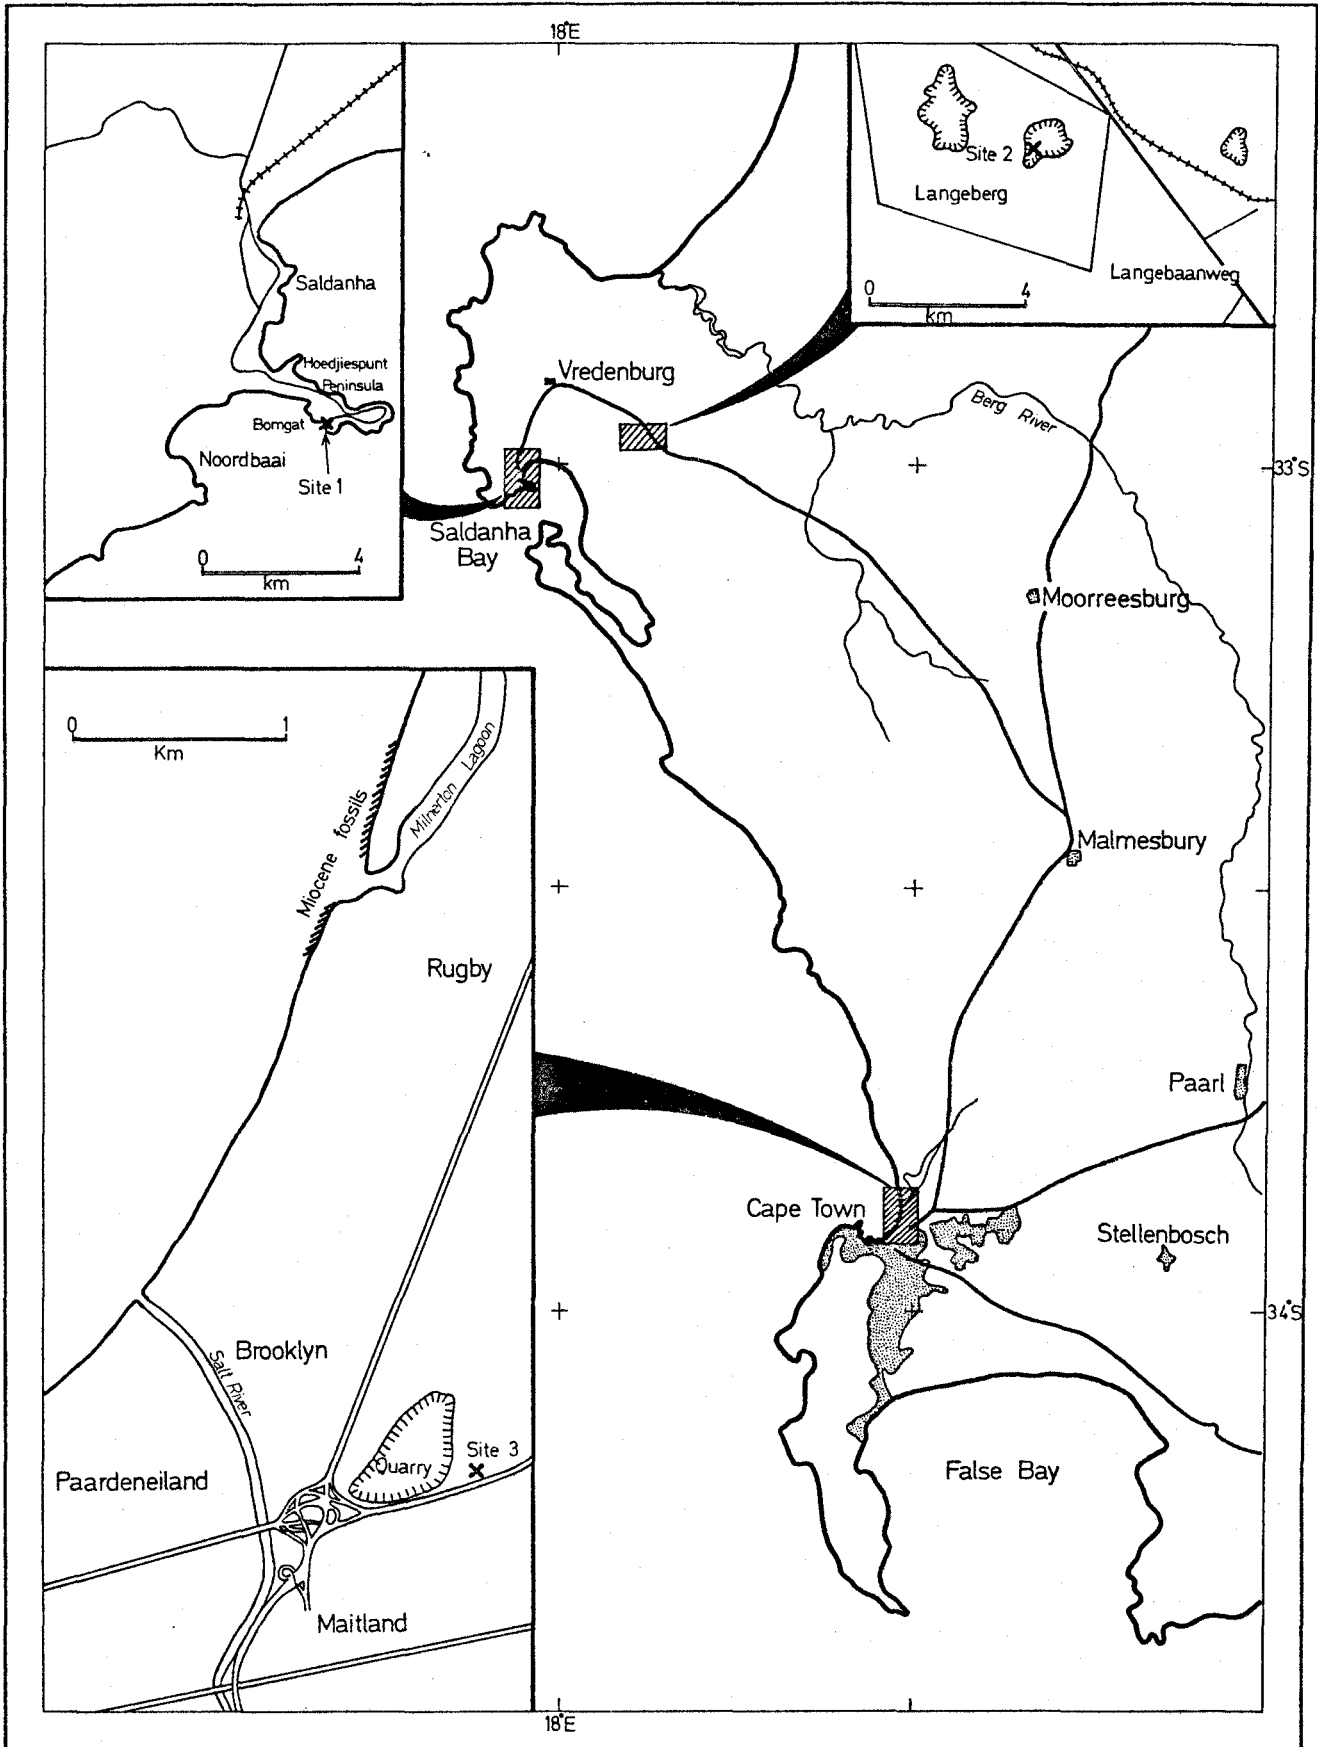 18°E
Saldanha
Hoedjiespunt
Peninsula
Bomgat
Noordbaai
Site 1
0 4
km
Site 2
Langeberg
Langebaanweg
0 4
km
Vredenburg
Berg River
33°S
Saldanha
Bay
Moorreesburg
0 1
Km
Miocene fossils
Milnerton Lagoon
Malmesbury
Rugby
Paarl
Cape Town
Stellenbosch
34°S
Brooklyn
Salt River
Paardeneiland
Quarry
Site 3
False Bay
Maitland
18°E